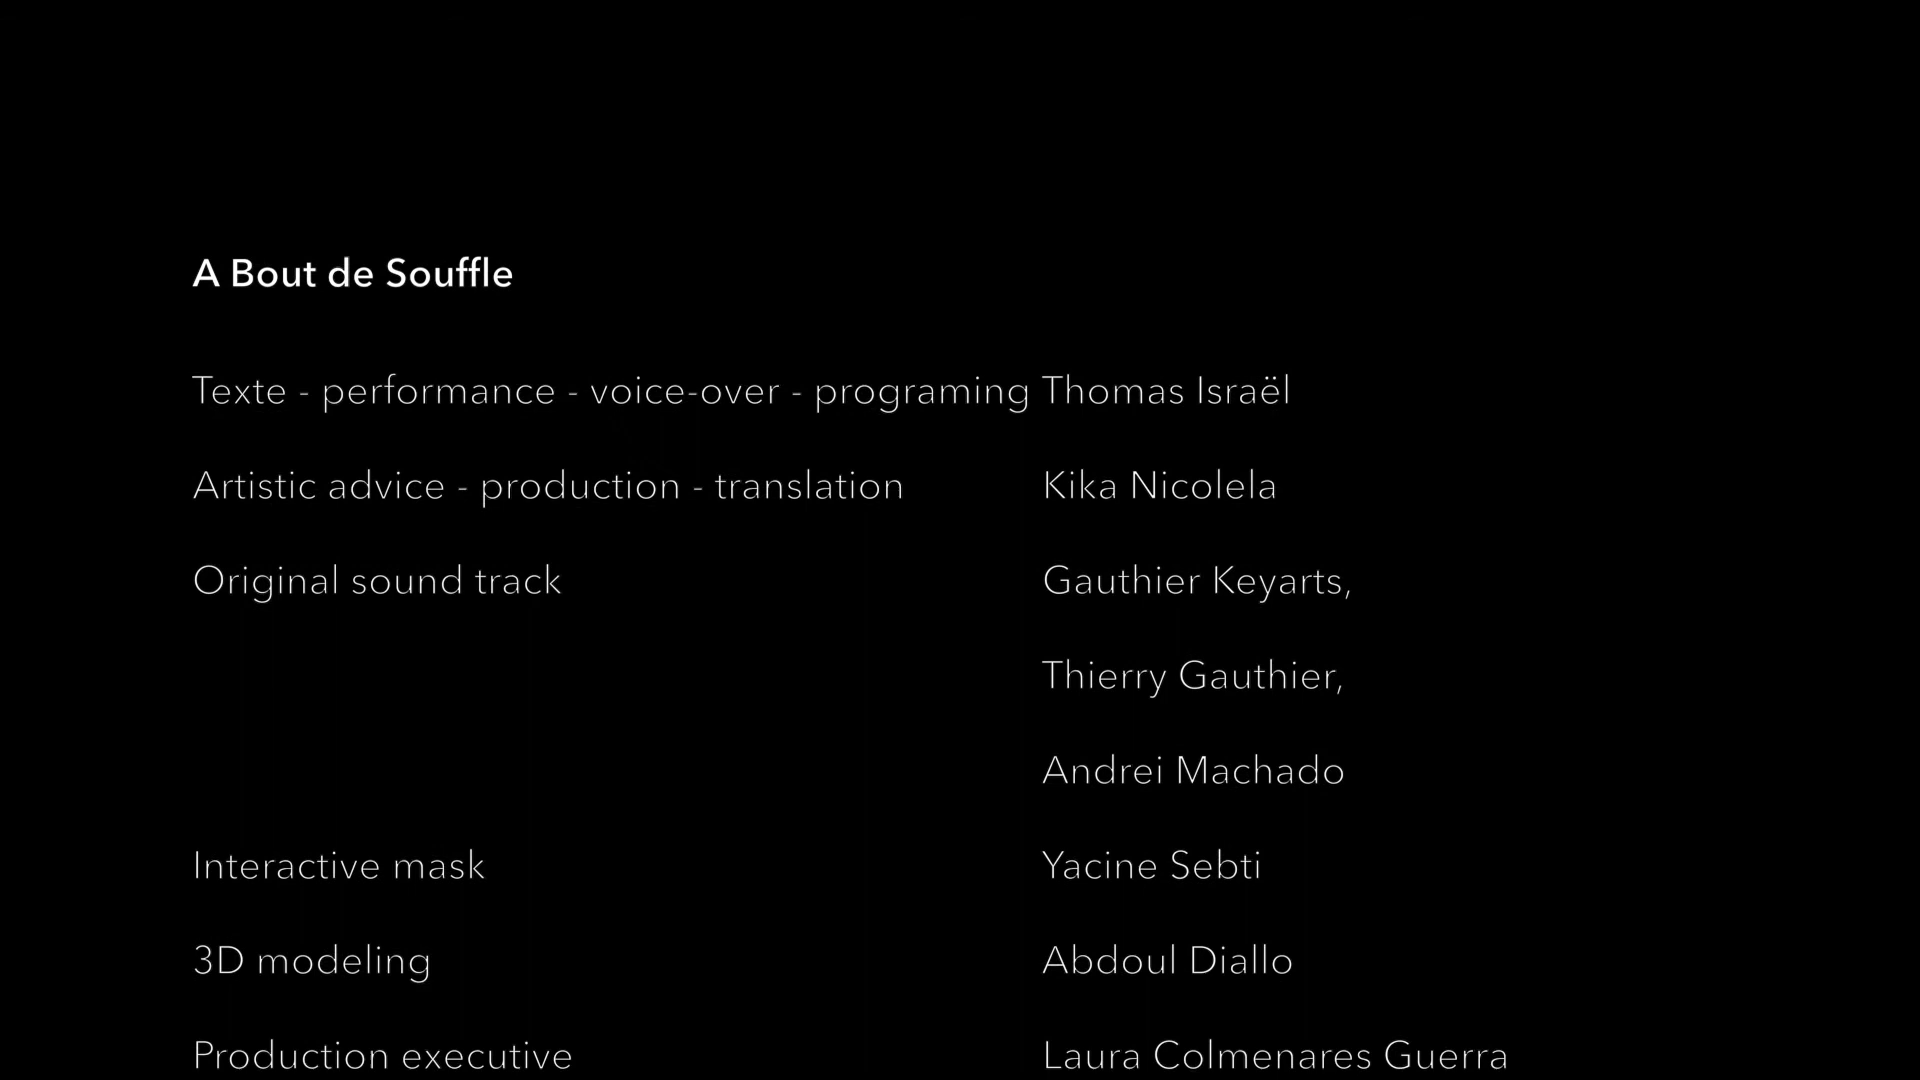 A Bout de Souffle
Texte - performance - voice-over - programing Thomas Israël
Artistic advice - production - translation Kika Nicolela
Original sound track Gauthier Keyarts,
Thierry Gauthier,
Andrei Machado
Interactive mask Yacine Sebti
3D modeling Abdoul Diallo
Production executive Laura Colmenares Guerra